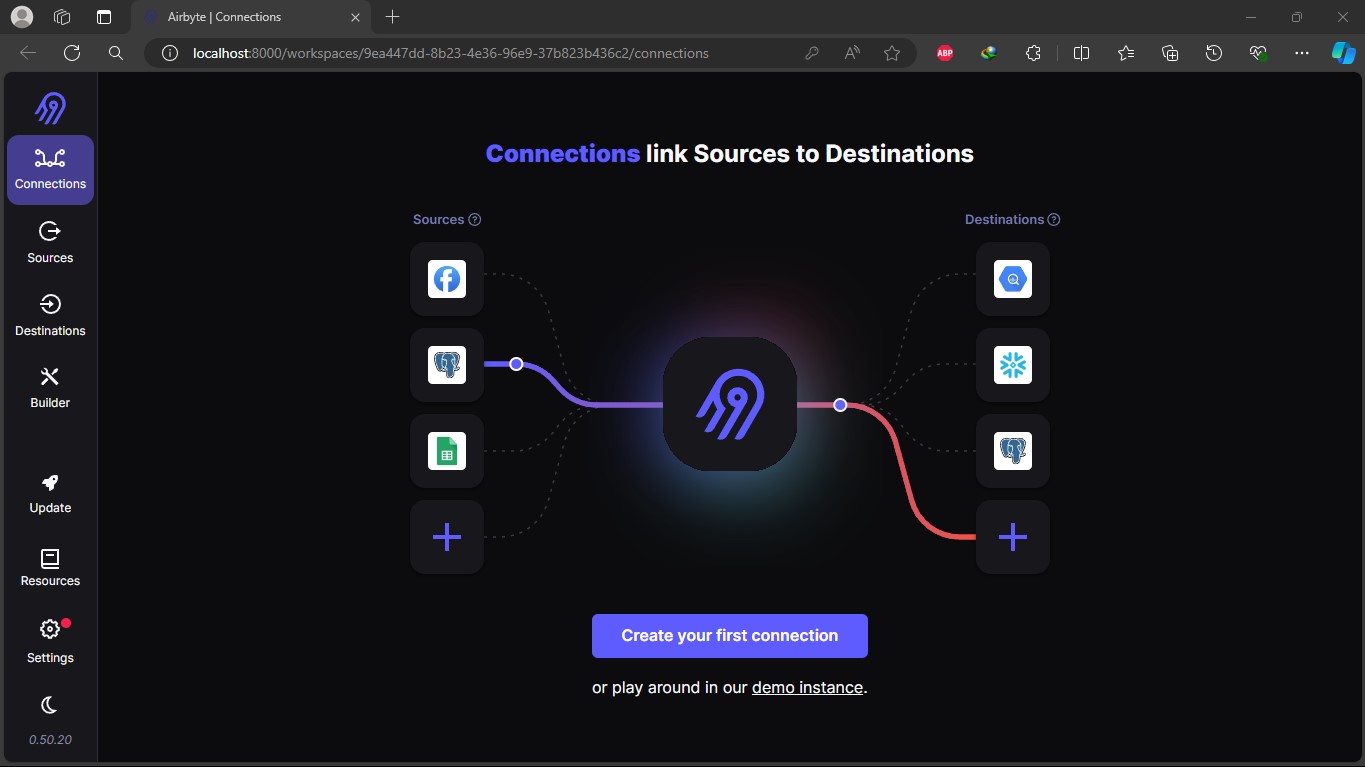 Airbyte | Connections
localhost:8000/workspaces/9ea447dd-8b23-4e36-96e9-37b823b436c2/connections
ABP
Connections
Sources
Destinations
Builder
Update
Resources
Settings
0.50.20
Connections link Sources to Destinations
Sources
Destinations
Create your first connection
or play around in our demo instance.